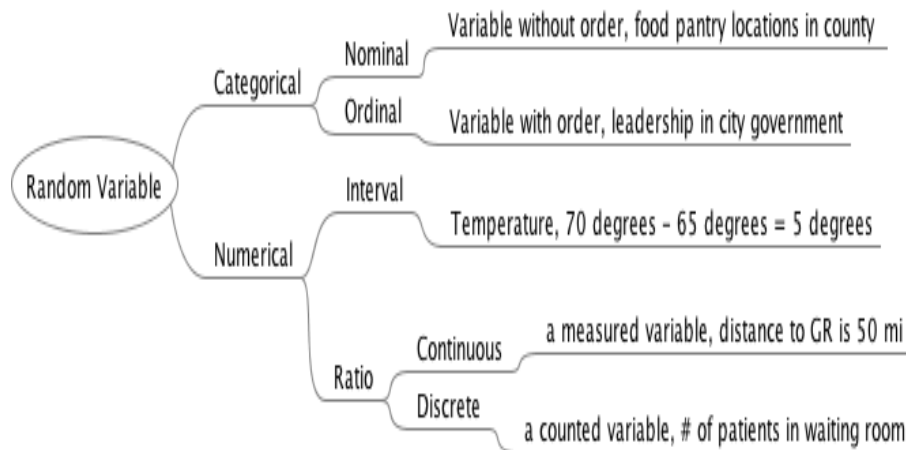 Random Variable
Categorical
Nominal
Variable without order, food pantry locations in county
Ordinal
Variable with order, leadership in city government
Numerical
Interval
Temperature, 70 degrees – 65 degrees = 5 degrees
Ratio
Continuous
a measured variable, distance to GR is 50 mi
Discrete
a counted variable, # of patients in waiting room